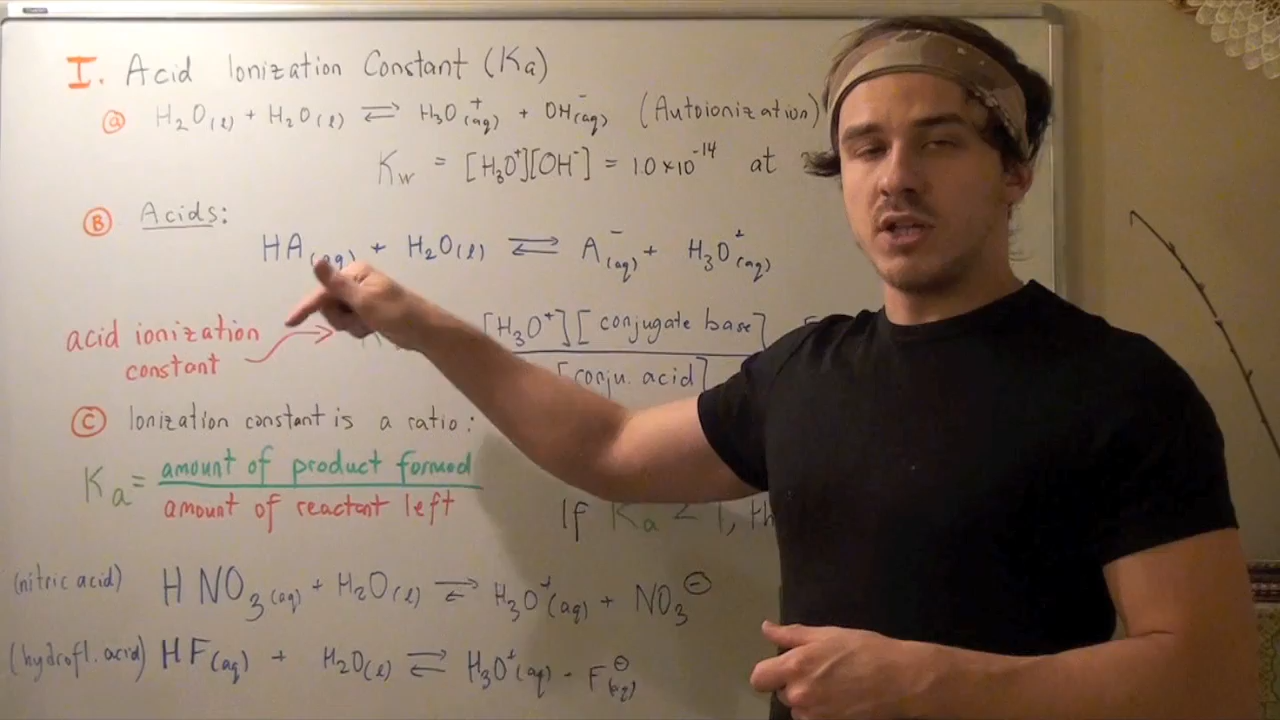 I. Acid Ionization Constant (Ka)
ⓐ H₂O(l) + H₂O(l) ⇌ H₃O⁺(aq) + OH⁻(aq) (Autoionization)
Kw = [H₃O⁺][OH⁻] = 1.0×10⁻¹⁴ at
Ⓑ Acids:
HA(aq) + H₂O(l) ⇌ A⁻(aq) + H₃O⁺(aq)
acid ionization
constant
[H₃O⁺][conjugate base]
[conju. acid]
Ⓒ Ionization constant is a ratio:
Ka = amount of product formed
amount of reactant left
If Ka < 1,
(nitric acid) HNO₃(aq) + H₂O(l) ⇌ H₃O⁺(aq) + NO₃⊖
(hydrofl. acid) HF(aq) + H₂O(l) ⇌ H₃O⁺(aq) - F⊖(aq)